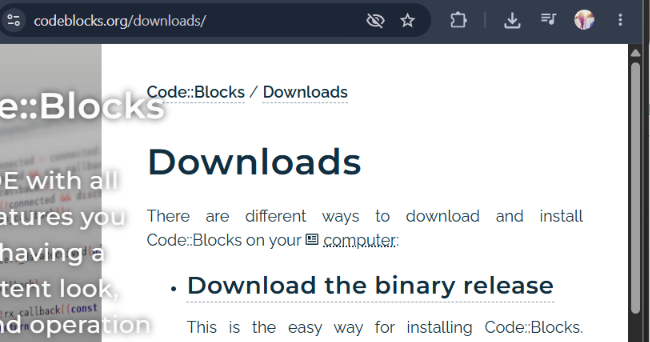 codeblocks.org/downloads/
Code::Blocks / Downloads
e::Blocks
Downloads
E with all
atures you
having a
tent look,
nd operation
There are different ways to download and install
Code::Blocks on your computer:
• Download the binary release
This is the easy way for installing Code::Blocks.